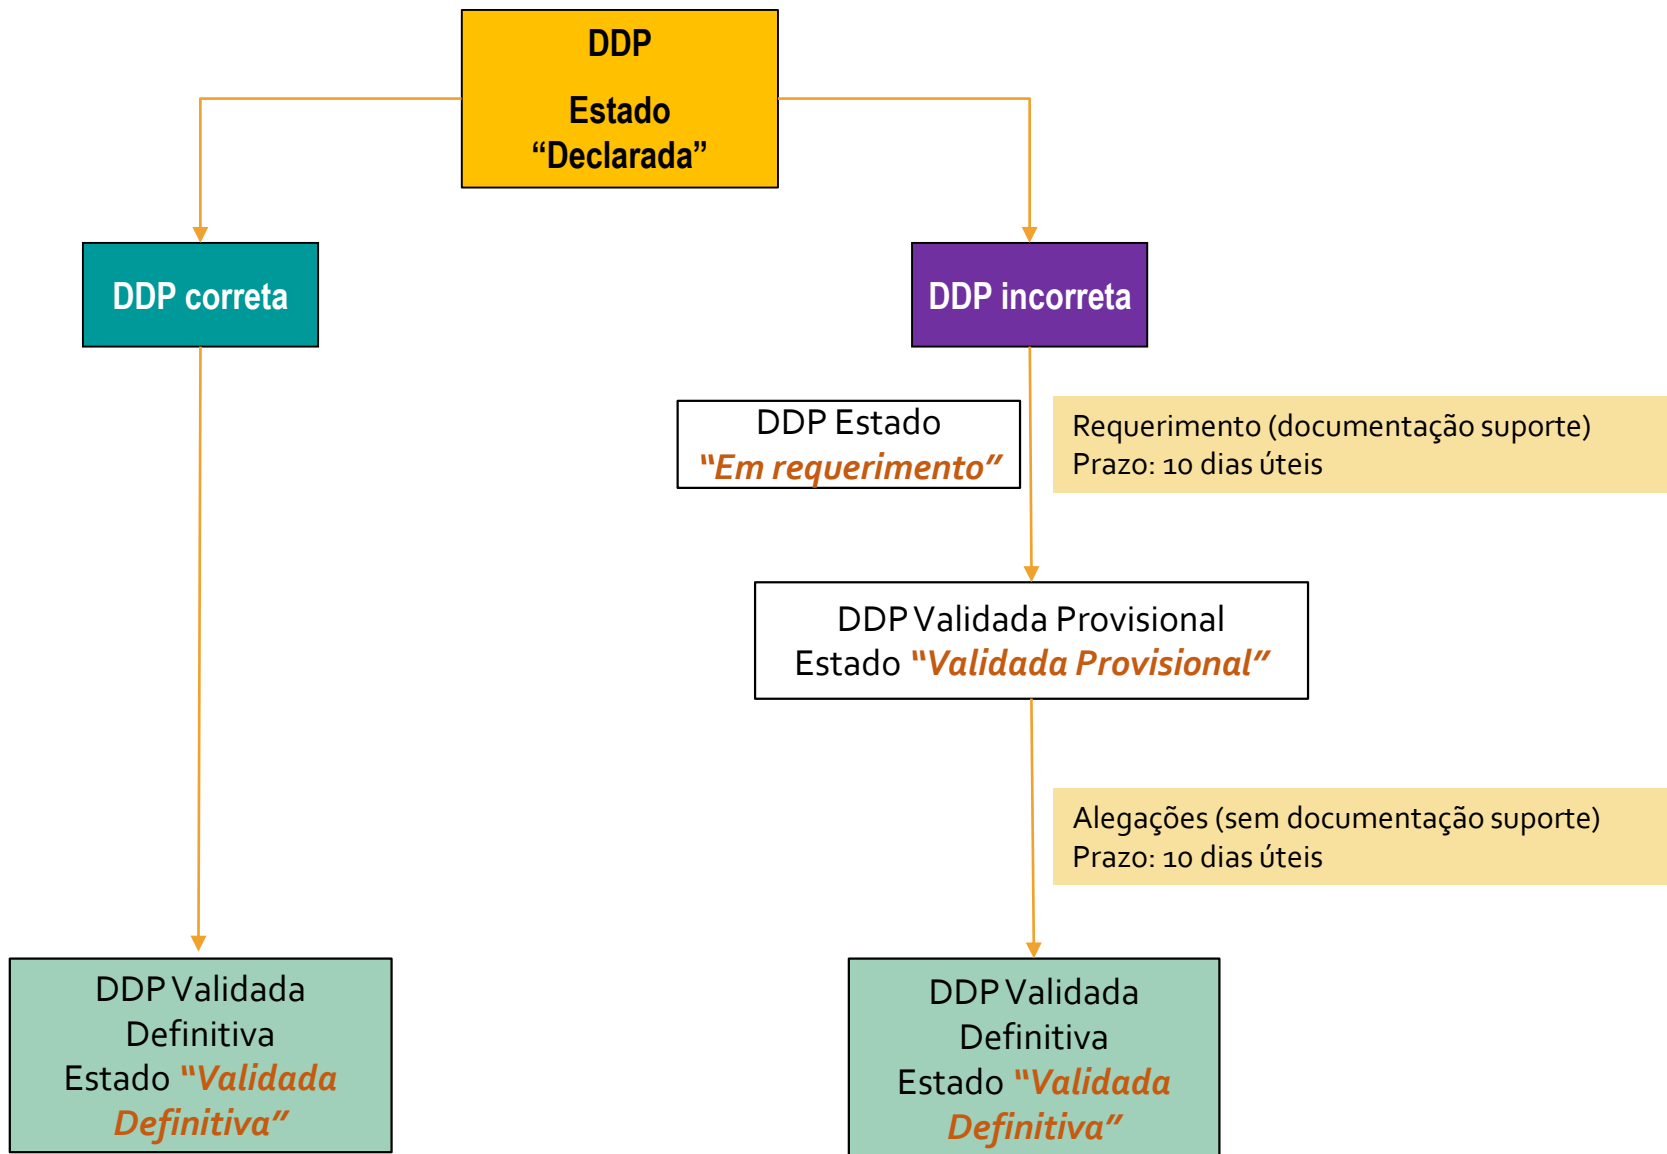 DDP
Estado
“Declarada”
DDP correta
DDP incorreta
DDP Estado
“Em requerimento”
Requerimento (documentação suporte)
Prazo: 10 dias úteis
DDP Validada Provisional
Estado “Validada Provisional”
Alegações (sem documentação suporte)
Prazo: 10 dias úteis
DDP Validada
Definitiva
Estado “Validada
Definitiva”
DDP Validada
Definitiva
Estado “Validada
Definitiva”